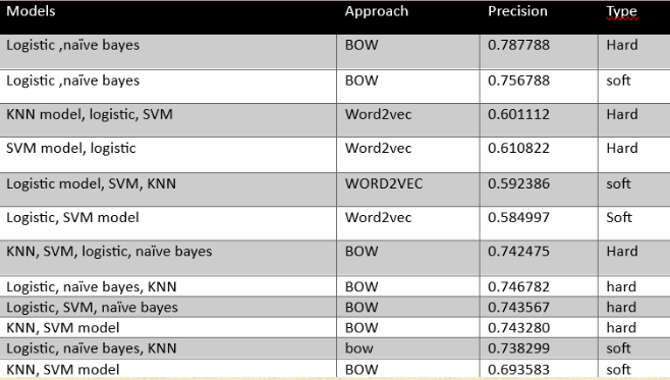 Models Approach Precision Type
Logistic ,naïve bayes BOW 0.787788 Hard
Logistic ,naïve bayes BOW 0.756788 soft
KNN model, logistic, SVM Word2vec 0.601112 Hard
SVM model, logistic Word2vec 0.610822 Hard
Logistic model, SVM, KNN WORD2VEC 0.592386 soft
Logistic, SVM model Word2vec 0.584997 Soft
KNN, SVM, logistic, naïve bayes BOW 0.742475 Hard
Logistic, naïve bayes, KNN BOW 0.746782 hard
Logistic, SVM, naïve bayes BOW 0.743567 hard
KNN, SVM model BOW 0.743280 hard
Logistic, naïve bayes, KNN bow 0.738299 soft
KNN, SVM model BOW 0.693583 soft